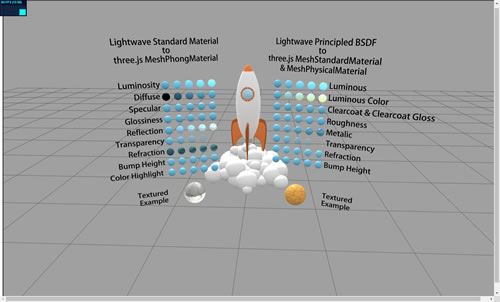 Lightwave Standard Material
to
three.js MeshPhongMaterial
Luminosity
Diffuse
Specular
Glossiness
Reflection
Transparency
Refraction
Bump Height
Color Highlight
Textured
Example
Lightwave Principled BSDF
to
three.js MeshStandardMaterial
& MeshPhysicalMaterial
Luminous
Luminous Color
Clearcoat & Clearcoat Gloss
Roughness
Metalic
Transparency
Refraction
Bump Height
Textured
Example